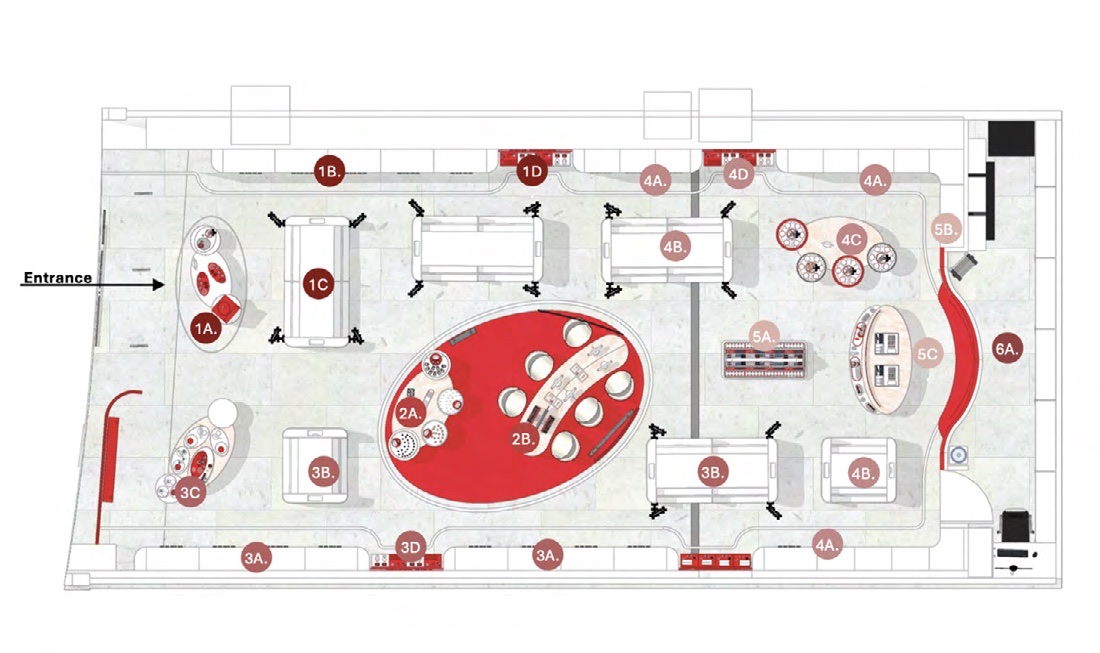 1B.
1D
4A.
4D
4A.
5B.
4C
4B.
Entrance
1C
1A.
5A.
5C
6A.
2A.
2B.
3B.
3B.
4B.
3C
3D
4A.
3A.
3A.